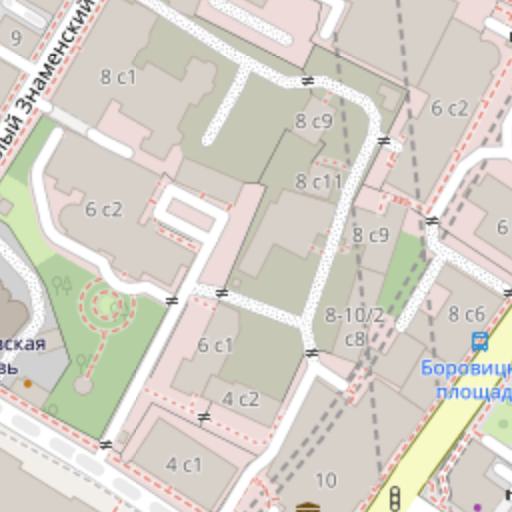 лый Знаменский
9
8 с1
6 с2
8 с9
8 с11
6 с2
8 с9
6
8-10/2
с8
8 с6
вская
вь
6 с1
Боровицк
площад
4 с2
4 с1
10